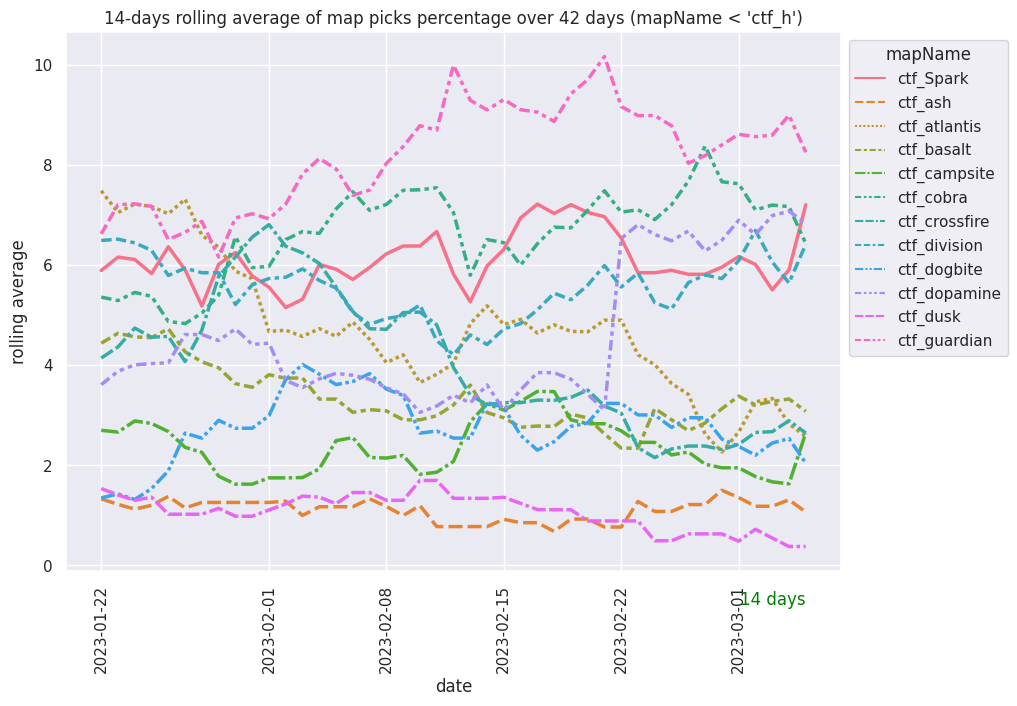 14-days rolling average of map picks percentage over 42 days (mapName < 'ctf_h')
10
8
6
4
2
0
rolling average
2023-01-22
2023-02-01
2023-02-08
2023-02-15
2023-02-22
2023-03-01
14 days
date
mapName
ctf_Spark
ctf_ash
ctf_atlantis
ctf_basalt
ctf_campsite
ctf_cobra
ctf_crossfire
ctf_division
ctf_dogbite
ctf_dopamine
ctf_dusk
ctf_guardian